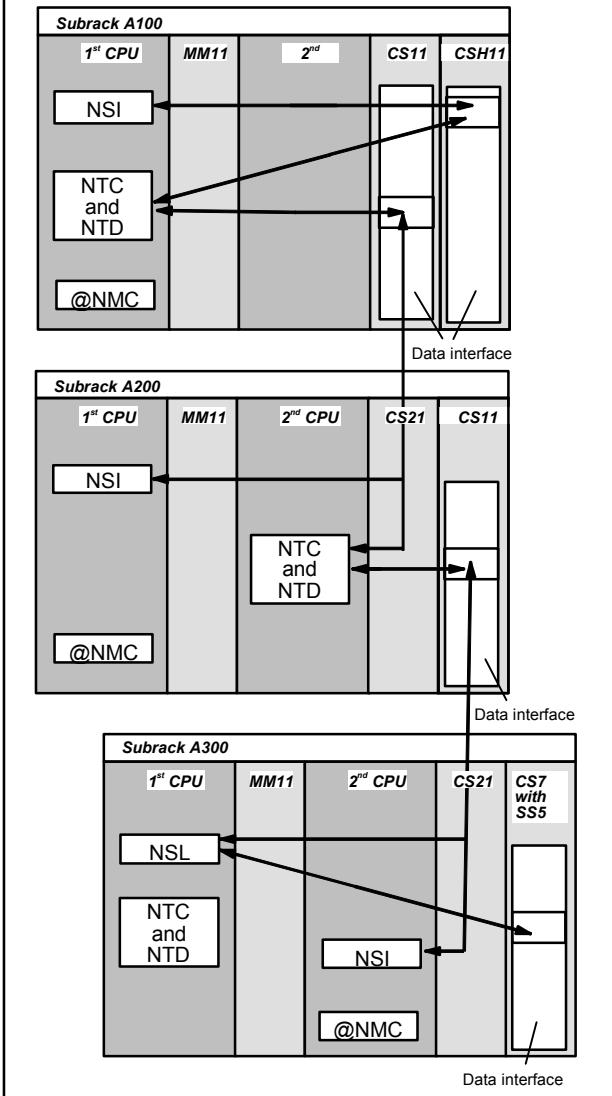 Subrack A100
1st CPU MM11 2nd CS11 CSH11
NSI
NTC
and
NTD
@NMC
Data interface
Subrack A200
1st CPU MM11 2nd CPU CS21 CS11
NSI
NTC
and
NTD
@NMC
Data interface
Subrack A300
1st CPU MM11 2nd CPU CS21 CS7
with
SS5
NSL
NTC
and
NTD
NSI
@NMC
Data interface